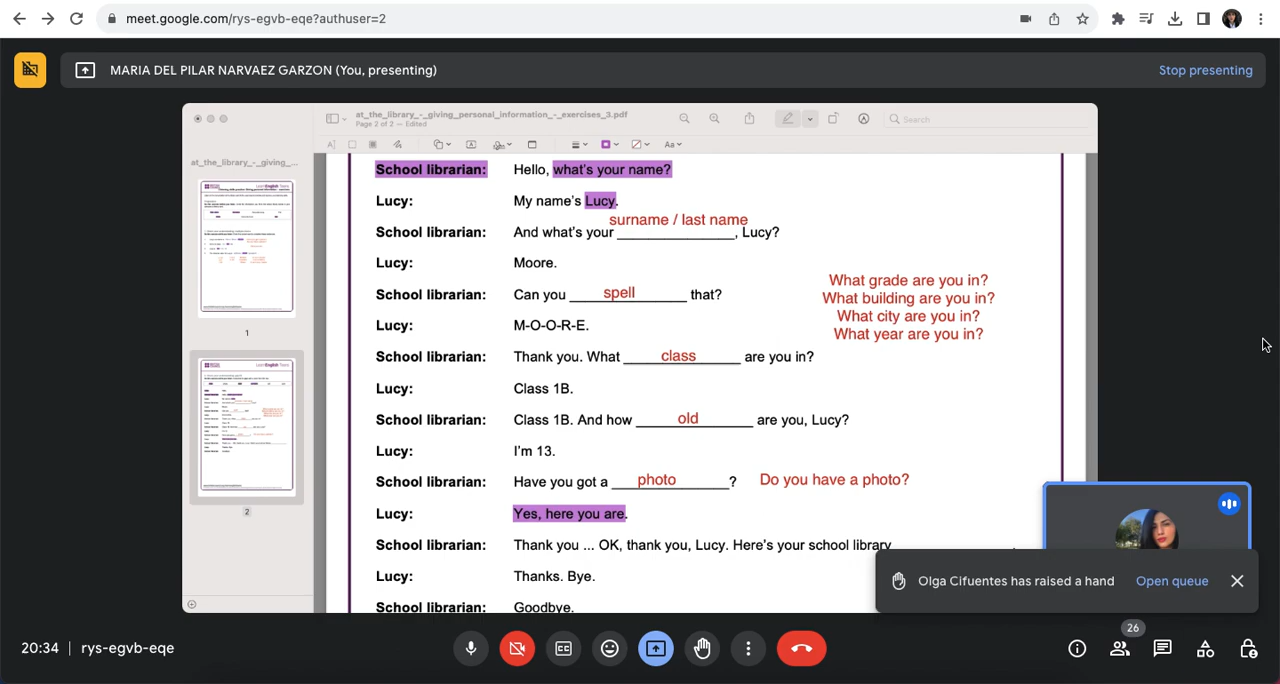 meet.google.com/rys-egvb-eqe?authuser=2
MARIA DEL PILAR NARVAEZ GARZON (You, presenting)
Stop presenting
at_the_library_-_giving_personal_information_-_exercises_3.pdf
Page 2 of 2 — Edited
Search
at_the_library_-_giving_...
1
2
School librarian: Hello, what's your name?
Lucy: My name's Lucy.
surname / last name
School librarian: And what's your ______________, Lucy?
Lucy: Moore.
What grade are you in?
School librarian: Can you spell that?
What building are you in?
What city are you in?
Lucy: M-O-O-R-E.
What year are you in?
School librarian: Thank you. What class are you in?
Lucy: Class 1B.
School librarian: Class 1B. And how old are you, Lucy?
Lucy: I'm 13.
School librarian: Have you got a photo? Do you have a photo?
Lucy: Yes, here you are.
School librarian: Thank you ... OK, thank you, Lucy. Here's your school library
Lucy: Thanks. Bye.
School librarian: Goodbye.
Olga Cifuentes has raised a hand
Open queue
26
20:34 | rys-egvb-eqe